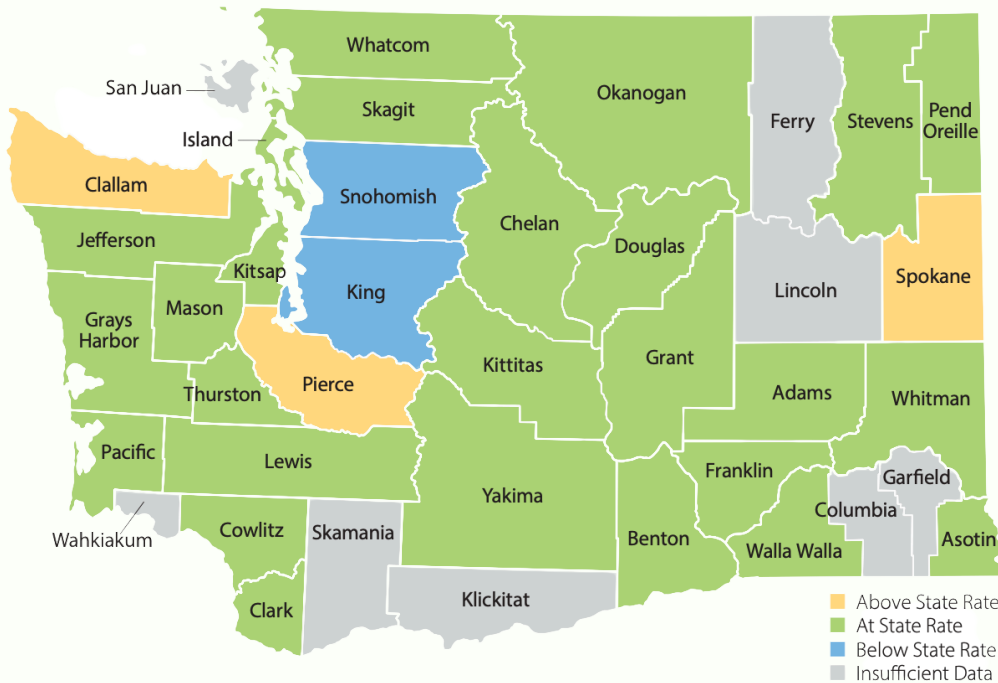 Whatcom
San Juan
Skagit
Okanogan
Island
Ferry
Stevens
Pend
Oreille
Clallam
Snohomish
Chelan
Jefferson
Douglas
Kitsap
Spokane
King
Lincoln
Mason
Grays
Harbor
Grant
Kittitas
Pierce
Thurston
Adams
Whitman
Pacific
Lewis
Franklin
Garfield
Yakima
Columbia
Wahkiakum
Cowlitz
Skamania
Benton
Walla Walla
Asotin
Clark
Klickitat
Above State Rate
At State Rate
Below State Rate
Insufficient Data